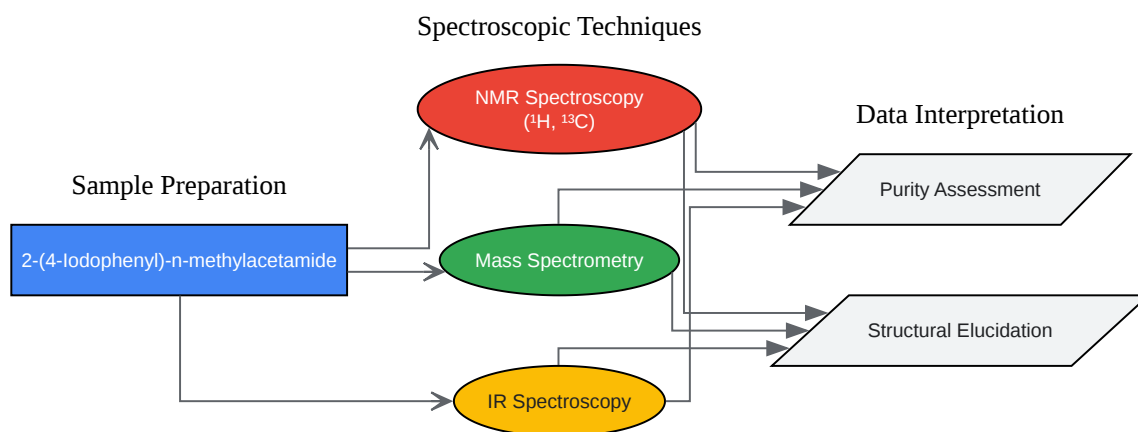 Spectroscopic Techniques
NMR Spectroscopy
(¹H, ¹³C)
Data Interpretation
Purity Assessment
Sample Preparation
2-(4-Iodophenyl)-n-methylacetamide
Mass Spectrometry
Structural Elucidation
IR Spectroscopy